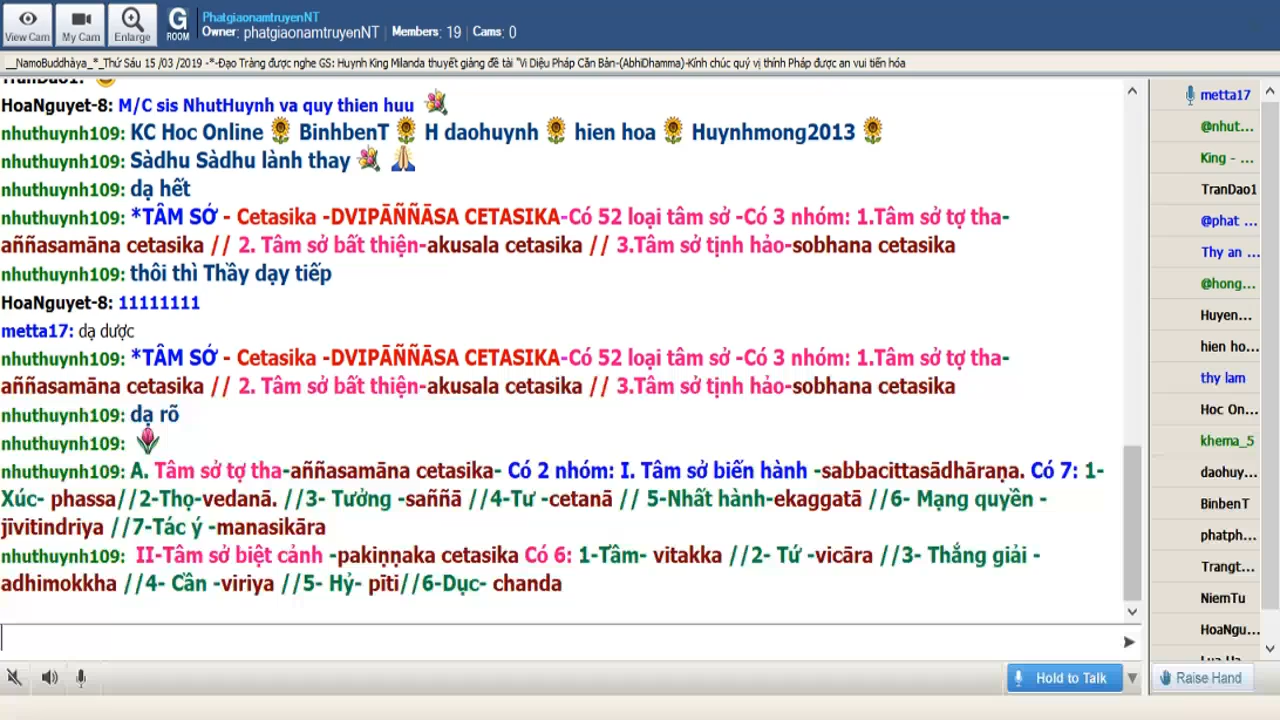 View Cam
My Cam
Enlarge
G
ROOM
PhatgiaonamtruyenNT
Owner: phatgiaonamtruyenNT | Members: 19 | Cams: 0
__NamoBuddhàya_*_Thứ Sáu 15 /03 /2019 -*-Đạo Tràng được nghe GS: Huynh King Milanda thuyết giảng đề tài "Vi Diệu Pháp Căn Bản-(AbhiDhamma)-Kính chúc quý vị thính Pháp được an vui tiến hóa
TranDao1:
HoaNguyet-8: M/C sis NhutHuynh va quy thien huu
nhuthuynh109: KC Hoc Online BinhbenT H daohuynh hien hoa Huynhmong2013
nhuthuynh109: Sàdhu Sàdhu lành thay
nhuthuynh109: dạ hết
nhuthuynh109: *TÂM SỞ - Cetasika -DVIPĀÑÑĀSA CETASIKA-Có 52 loại tâm sở -Có 3 nhóm: 1.Tâm sở tợ tha-
aññasamāna cetasika // 2. Tâm sở bất thiện-akusala cetasika // 3.Tâm sở tịnh hảo-sobhana cetasika
nhuthuynh109: thôi thì Thầy dạy tiếp
HoaNguyet-8: 11111111
metta17: dạ dược
nhuthuynh109: *TÂM SỞ - Cetasika -DVIPĀÑÑĀSA CETASIKA-Có 52 loại tâm sở -Có 3 nhóm: 1.Tâm sở tợ tha-
aññasamāna cetasika // 2. Tâm sở bất thiện-akusala cetasika // 3.Tâm sở tịnh hảo-sobhana cetasika
nhuthuynh109: dạ rõ
nhuthuynh109:
nhuthuynh109: A. Tâm sở tợ tha-aññasamāna cetasika- Có 2 nhóm: I. Tâm sở biến hành -sabbacittasādhāraṇa. Có 7: 1-
Xúc- phassa//2-Thọ-vedanā. //3- Tưởng -saññā //4-Tư -cetanā // 5-Nhất hành-ekaggatā //6- Mạng quyền -
jīvitindriya //7-Tác ý -manasikāra
nhuthuynh109: II-Tâm sở biệt cảnh -pakiṇṇaka cetasika Có 6: 1-Tầm- vitakka //2- Tứ -vicāra //3- Thắng giải -
adhimokkha //4- Cần -viriya //5- Hỷ- pīti//6-Dục- chanda
metta17
@nhut...
King - ...
TranDao1
@phat ...
Thy an ...
@hong...
Huyen...
hien ho...
thy lam
Hoc On...
khema_5
daohuy...
BinbenT
phatph...
Trangt...
NiemTu
HoaNgu...
Hold to Talk
Raise Hand